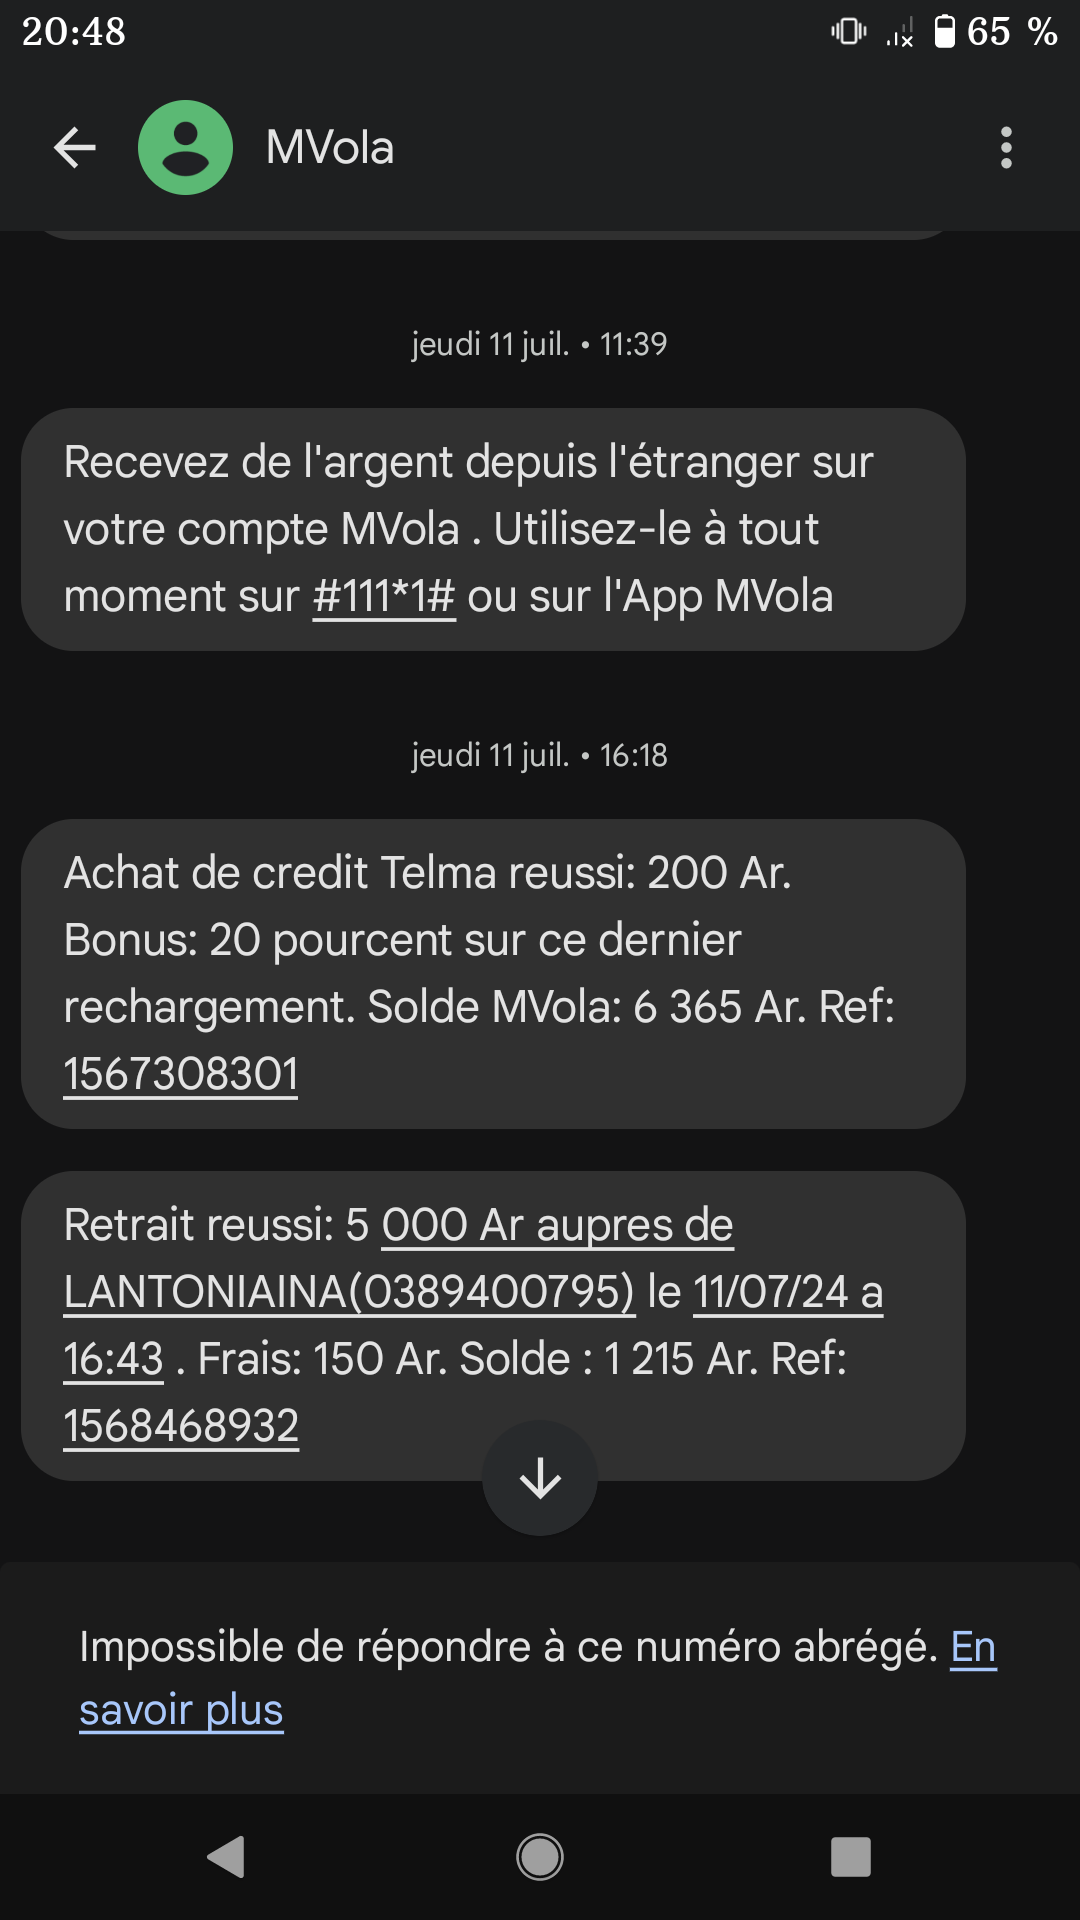 20:48
65 %
MVola
jeudi 11 juil. • 11:39
Recevez de l'argent depuis l'étranger sur
votre compte MVola . Utilisez-le à tout
moment sur #111*1# ou sur l'App MVola
jeudi 11 juil. • 16:18
Achat de credit Telma reussi: 200 Ar.
Bonus: 20 pourcent sur ce dernier
rechargement. Solde MVola: 6 365 Ar. Ref:
1567308301
Retrait reussi: 5 000 Ar aupres de
LANTONIAINA(0389400795) le 11/07/24 a
16:43 . Frais: 150 Ar. Solde : 1 215 Ar. Ref:
1568468932
Impossible de répondre à ce numéro abrégé. En
savoir plus